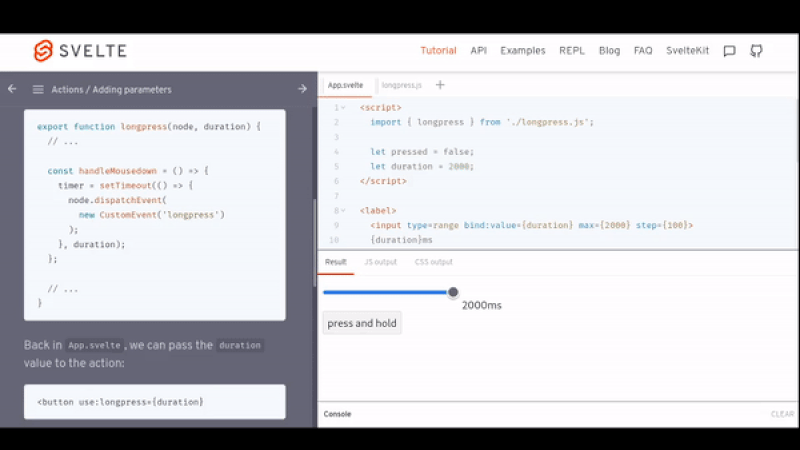 SVELTE
Tutorial API Examples REPL Blog FAQ SvelteKit
Actions / Adding parameters
export function longpress(node, duration) {
// ...
const handleMousedown = () => {
timer = setTimeout(() => {
node.dispatchEvent(
new CustomEvent('longpress')
);
}, duration);
};
// ...
}
Back in App.svelte, we can pass the duration
value to the action:
<button use:longpress={duration}
App.svelte longpress.js +
1 <script>
2 import { longpress } from './longpress.js';
3
4 let pressed = false;
5 let duration = 2000;
6 </script>
7
8 <label>
9 <input type=range bind:value={duration} max={2000} step={100}>
10 {duration}ms
Result JS output CSS output
2000ms
press and hold
Console CLEAR